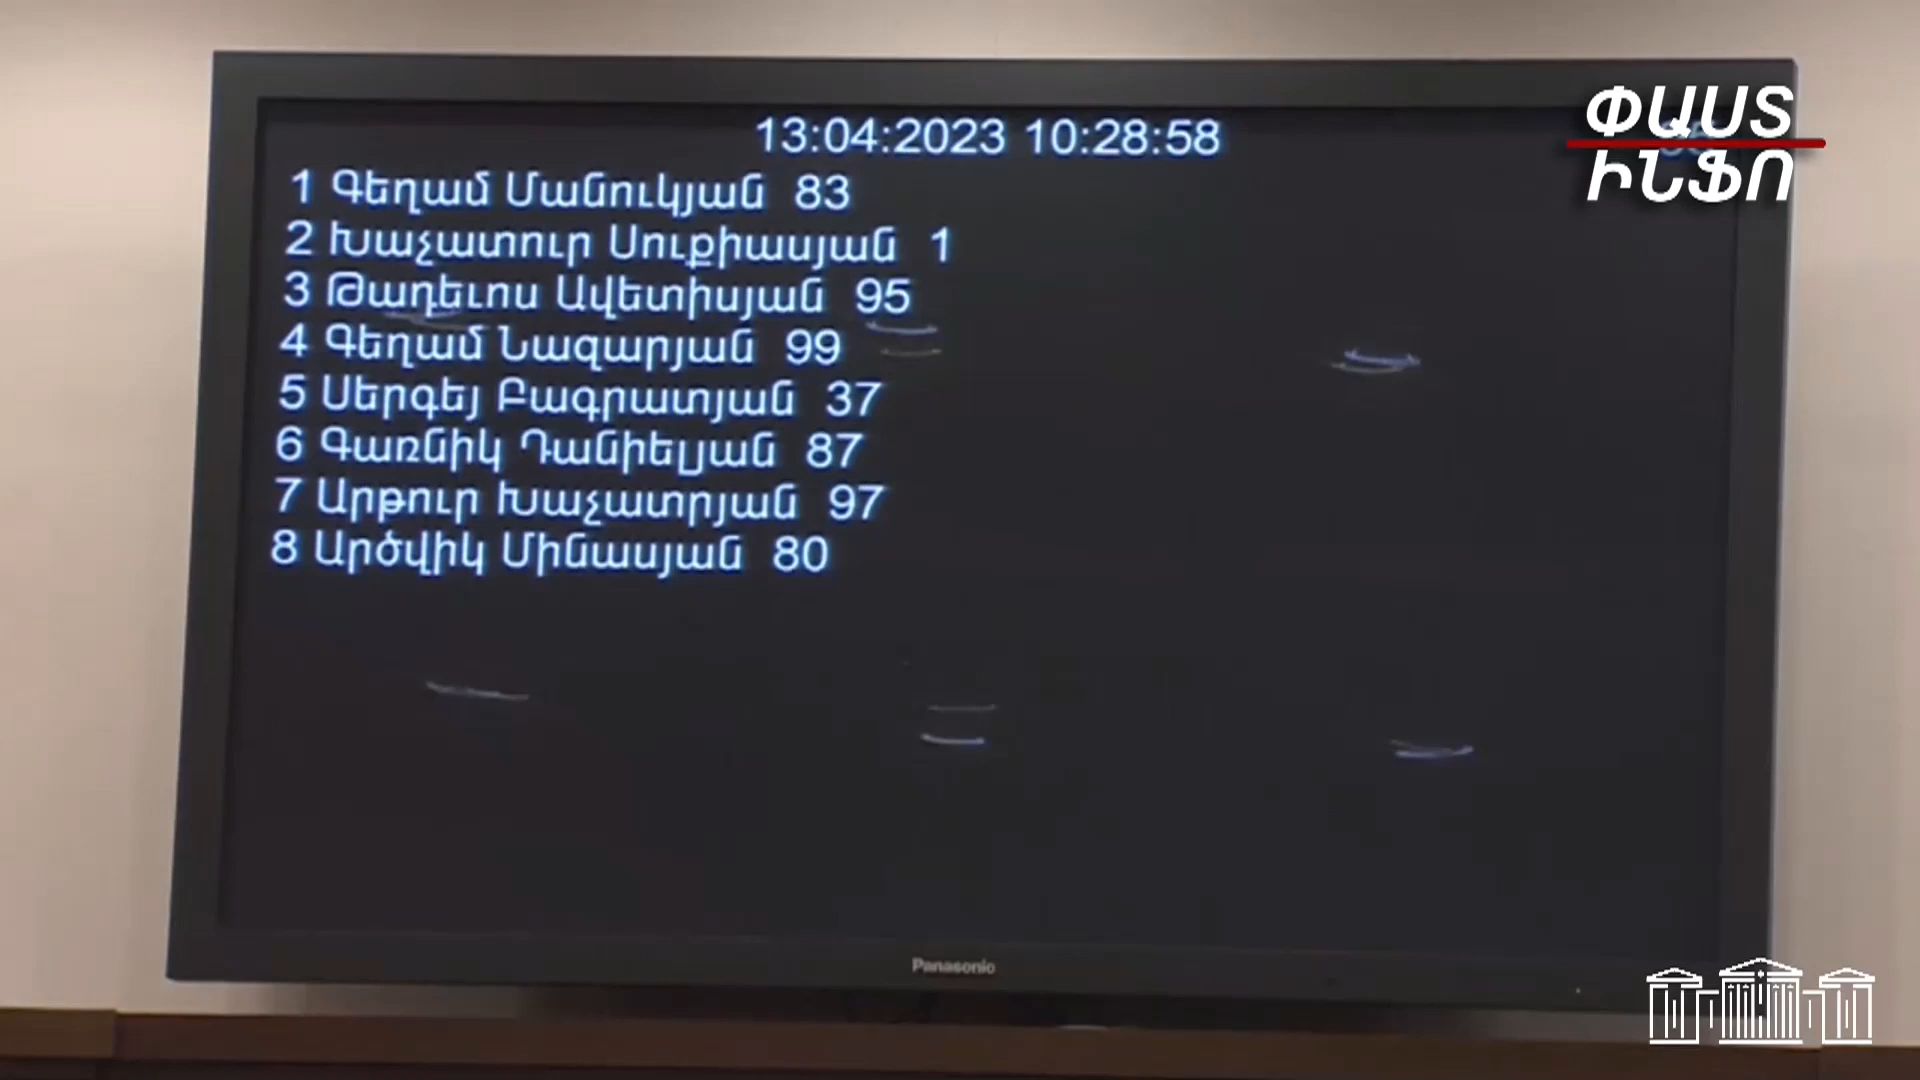 13:04:2023 10:28:58
1 Գեղամ Մանուկյան 83
2 Խաչատուր Սուքիասյան 1
3 Թադեւոս Ավետիսյան 95
4 Գեղամ Նազարյան 99
5 Սերգեյ Բագրատյան 37
6 Գառնիկ Դանիելյան 87
7 Արթուր Խաչատրյան 97
8 Արծվիկ Մինասյան 80
ՓԱՍՏ
ԻՆՖՈ
Panasonic